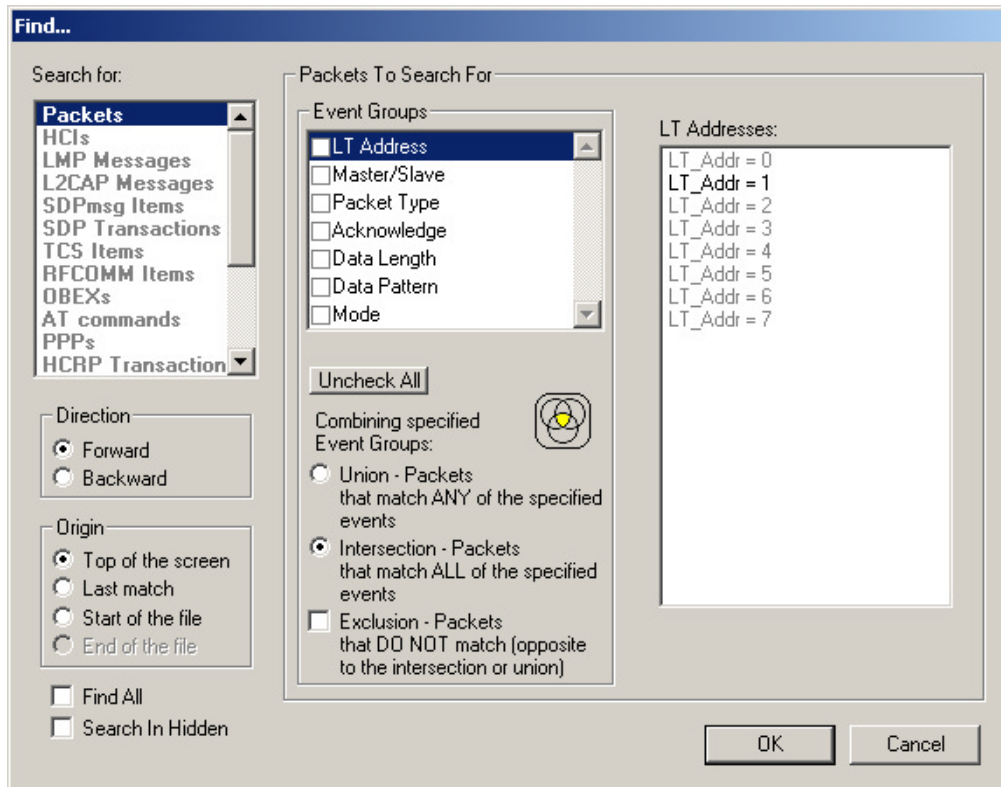 Find...
Search for:
Packets
HCIs
LMP Messages
L2CAP Messages
SDPmsg Items
SDP Transactions
TCS Items
RFCOMM Items
OBEXs
AT commands
PPPs
HCRP Transaction
Direction
Forward
Backward
Origin
Top of the screen
Last match
Start of the file
End of the file
Find All
Search In Hidden
Packets To Search For
Event Groups
LT Address
Master/Slave
Packet Type
Acknowledge
Data Length
Data Pattern
Mode
Uncheck All
Combining specified
Event Groups:
Union - Packets
that match ANY of the specified
events
Intersection - Packets
that match ALL of the specified
events
Exclusion - Packets
that DO NOT match (opposite
to the intersection or union)
LT Addresses:
LT_Addr = 0
LT_Addr = 1
LT_Addr = 2
LT_Addr = 3
LT_Addr = 4
LT_Addr = 5
LT_Addr = 6
LT_Addr = 7
OK
Cancel